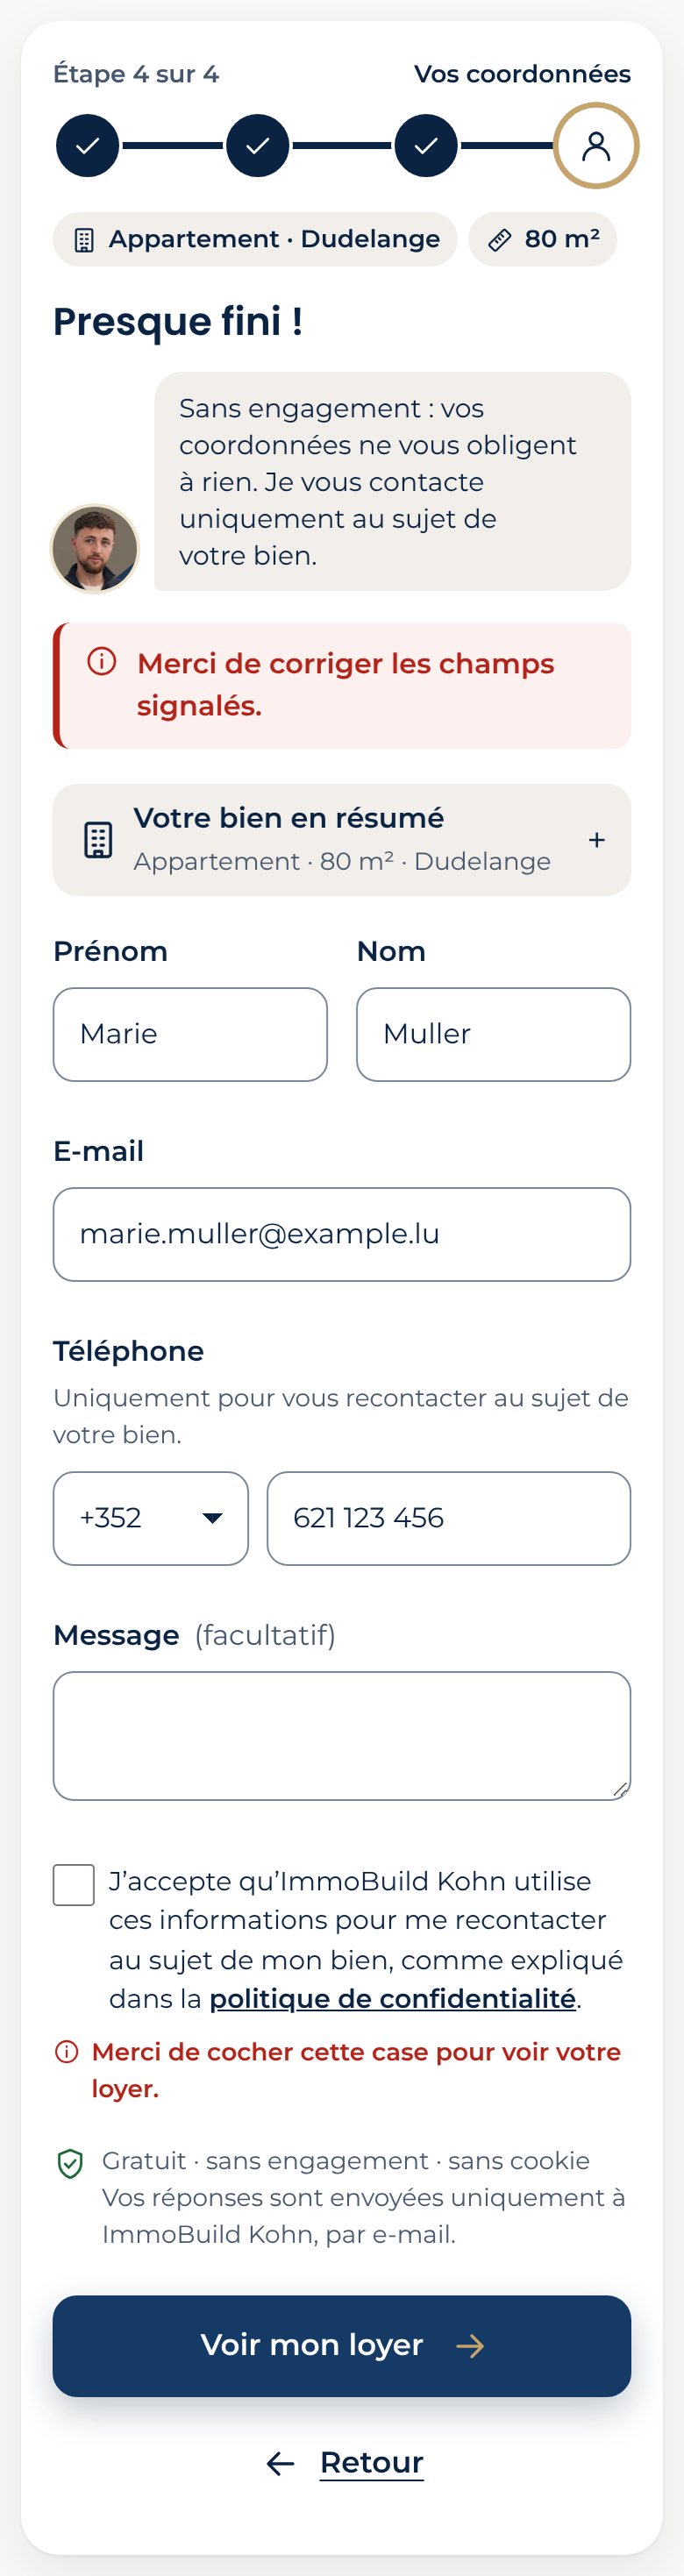 Étape 4 sur 4
Vos coordonnées
Appartement · Dudelange
80 m²
Presque fini !
Sans engagement : vos
coordonnées ne vous obligent
à rien. Je vous contacte
uniquement au sujet de
votre bien.
Merci de corriger les champs
signalés.
Votre bien en résumé
+
Appartement · 80 m² · Dudelange
Prénom
Nom
Marie
Muller
E-mail
marie.muller@example.lu
Téléphone
Uniquement pour vous recontacter au sujet de
votre bien.
+352
621 123 456
Message (facultatif)
J’accepte qu’ImmoBuild Kohn utilise
ces informations pour me recontacter
au sujet de mon bien, comme expliqué
dans la politique de confidentialité.
Merci de cocher cette case pour voir votre
loyer.
Gratuit · sans engagement · sans cookie
Vos réponses sont envoyées uniquement à
ImmoBuild Kohn, par e-mail.
Voir mon loyer →
← Retour